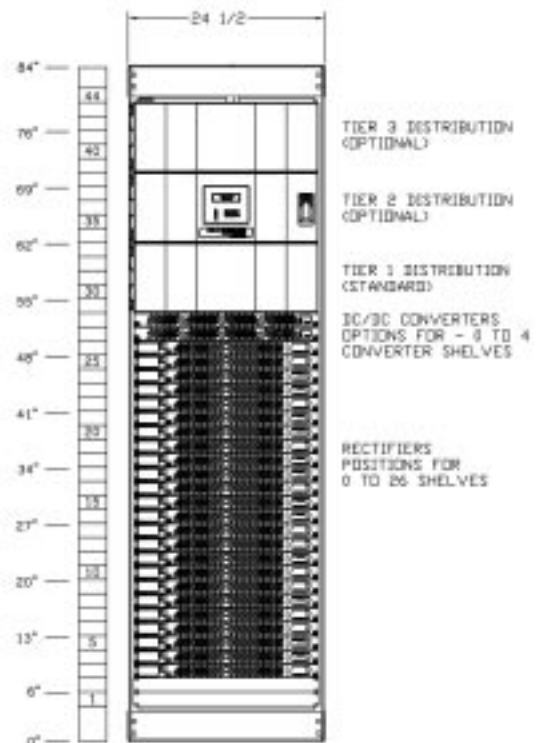 24 1/2
84"
44
76"
TIER 3 DISTRIBUTION
(OPTIONAL)
40
69"
TIER 2 DISTRIBUTION
(OPTIONAL)
35
62"
TIER 1 DISTRIBUTION
(STANDARD)
30
55"
DC/DC CONVERTERS
OPTIONS FOR - 0 TO 4
CONVERTER SHELVES
48"
25
41"
20
RECTIFIERS
POSITIONS FOR
0 TO 26 SHELVES
34"
15
27"
10
20"
13"
5
6"
1
0"